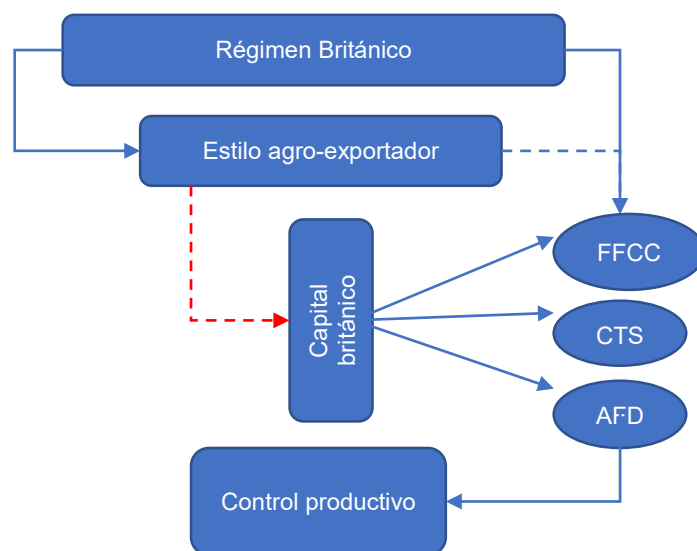 Régimen Británico
Estilo agro-exportador
FFCC
Capital
británico
CTS
AFD
Control productivo